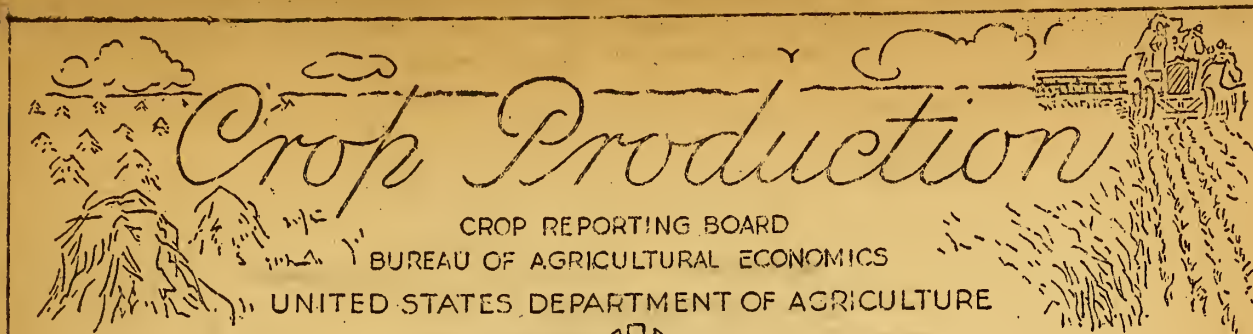 Crop Production
CROP REPORTING BOARD
BUREAU OF AGRICULTURAL ECONOMICS
UNITED STATES DEPARTMENT OF AGRICULTURE